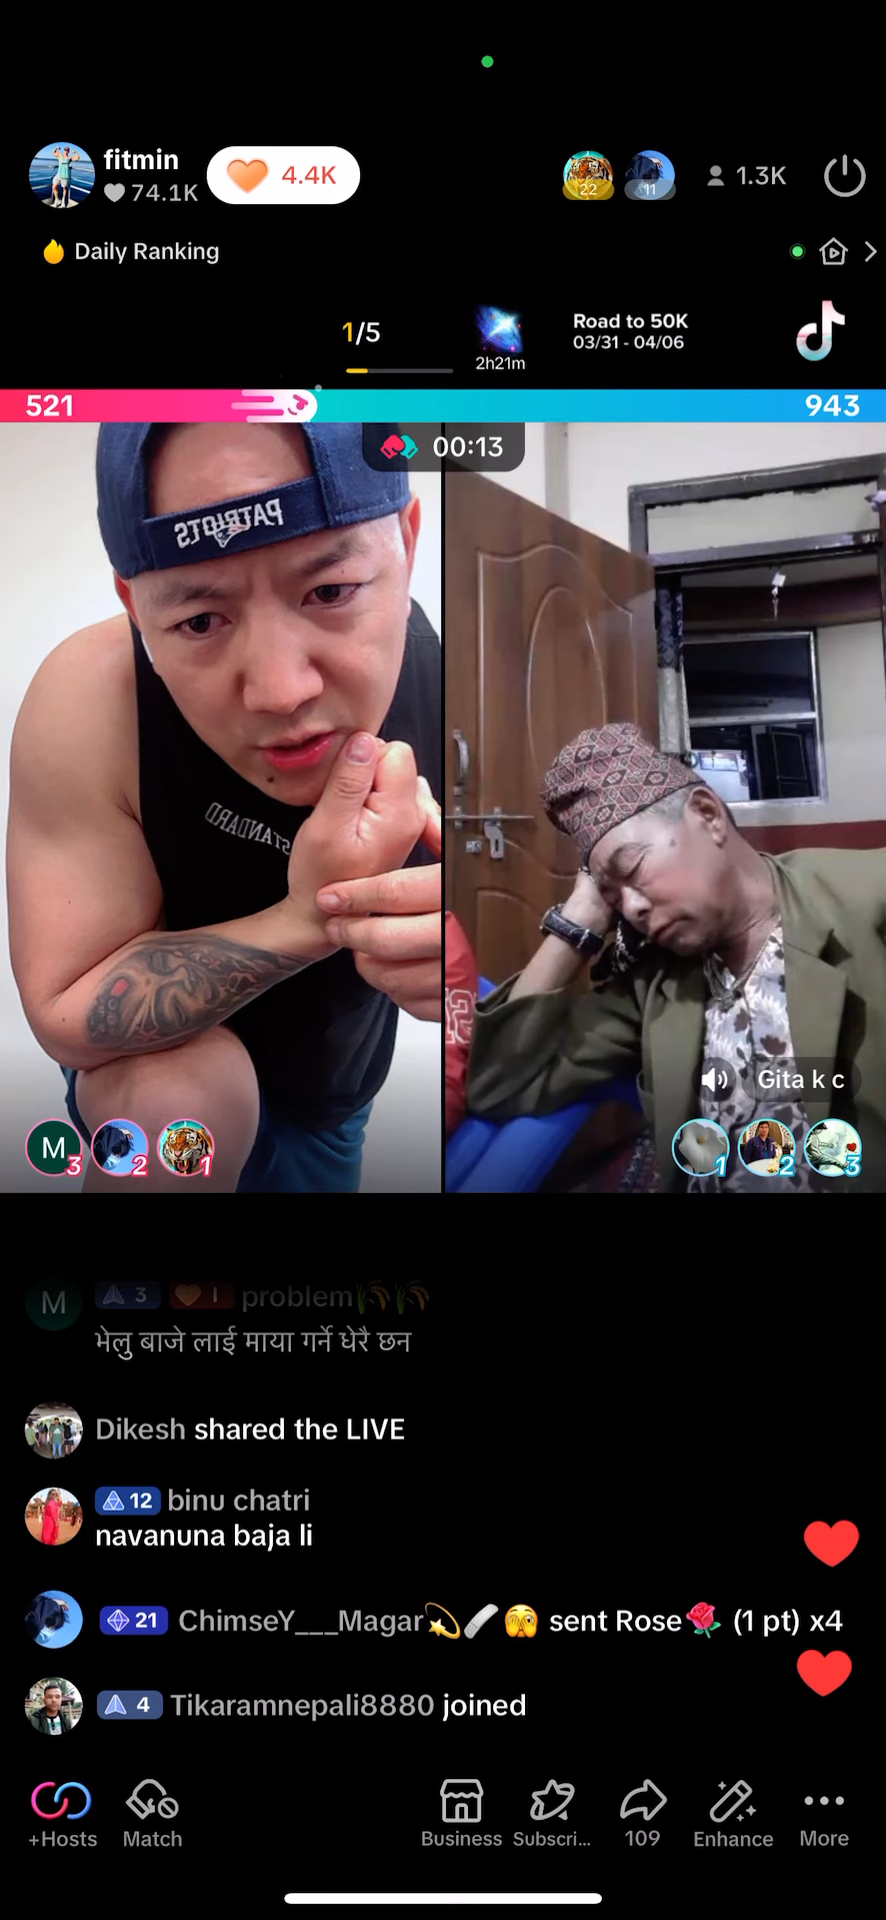 fitmin
74.1K
4.4K
22
11
1.3K
Daily Ranking
1/5
2h21m
Road to 50K
03/31 - 04/06
521
943
00:13
PATRIOTS
STANDARD
Gita k c
M
3
2
1
1
2
3
M
3
I
problem
भेलु बाजे लाई माया गर्ने धेरै छन
Dikesh shared the LIVE
12 binu chatri
navanuna baja li
21 ChimseY___Magar💫🩹🫣 sent Rose🌹 (1 pt) x4
4 Tikaramnepali8880 joined
+Hosts
Match
Business
Subscri...
109
Enhance
More